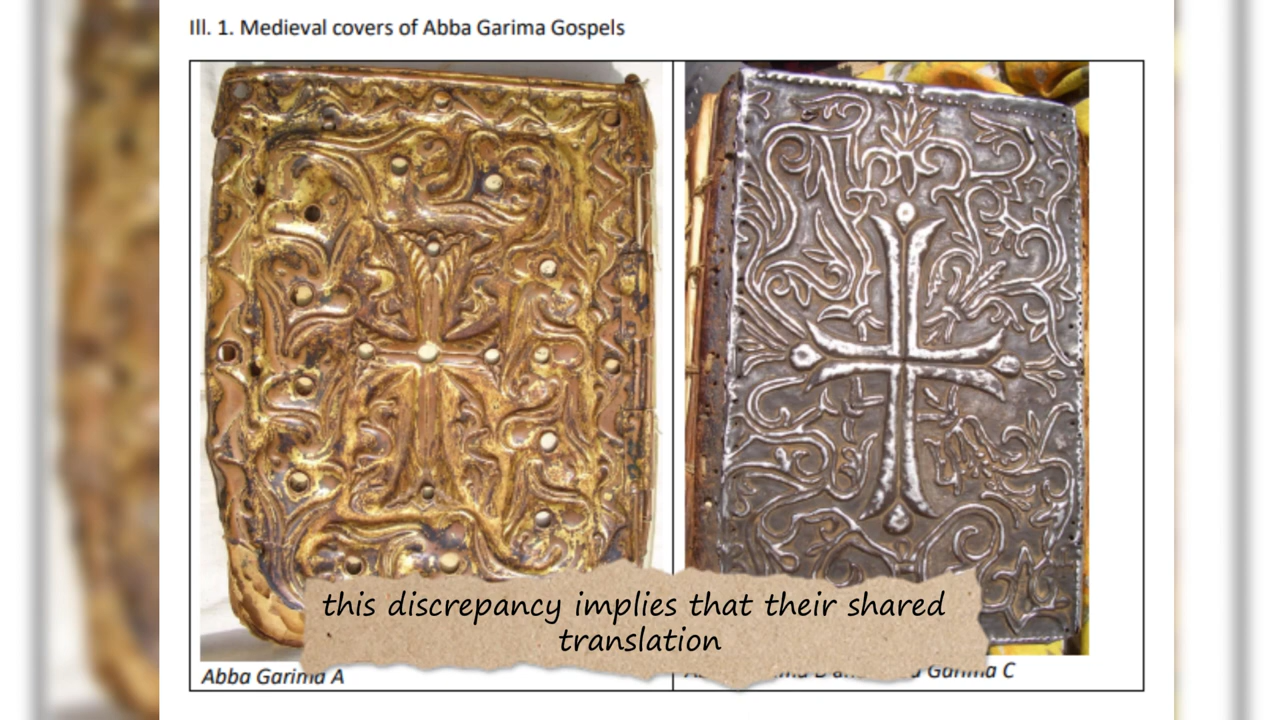 Ill. 1. Medieval covers of Abba Garima Gospels
this discrepancy implies that their shared
translation
Abba Garima A
Garima C